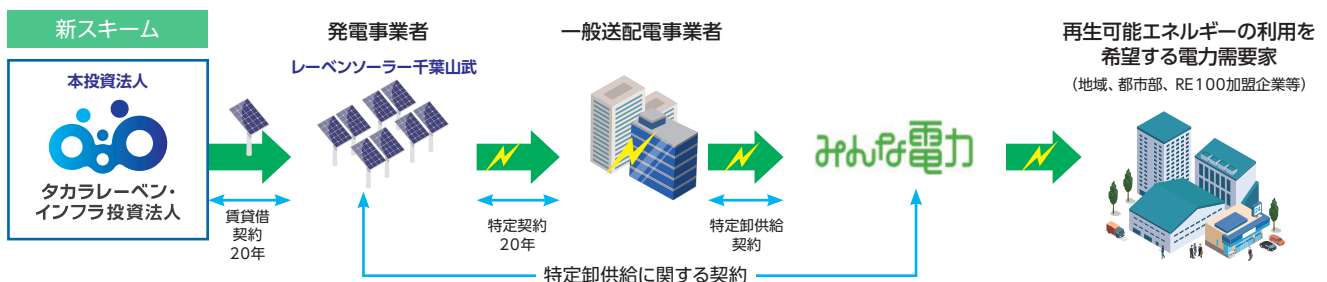 新スキーム
本投資法人
タカラレーベン・
インフラ投資法人
賃貸借
契約
20年
発電事業者
レーベンソーラー千葉山武
特定契約
20年
一般送配電事業者
特定卸供給
契約
みんな電力
特定卸供給に関する契約
再生可能エネルギーの利用を
希望する電力需要家
（地域、都市部、RE100加盟企業等）